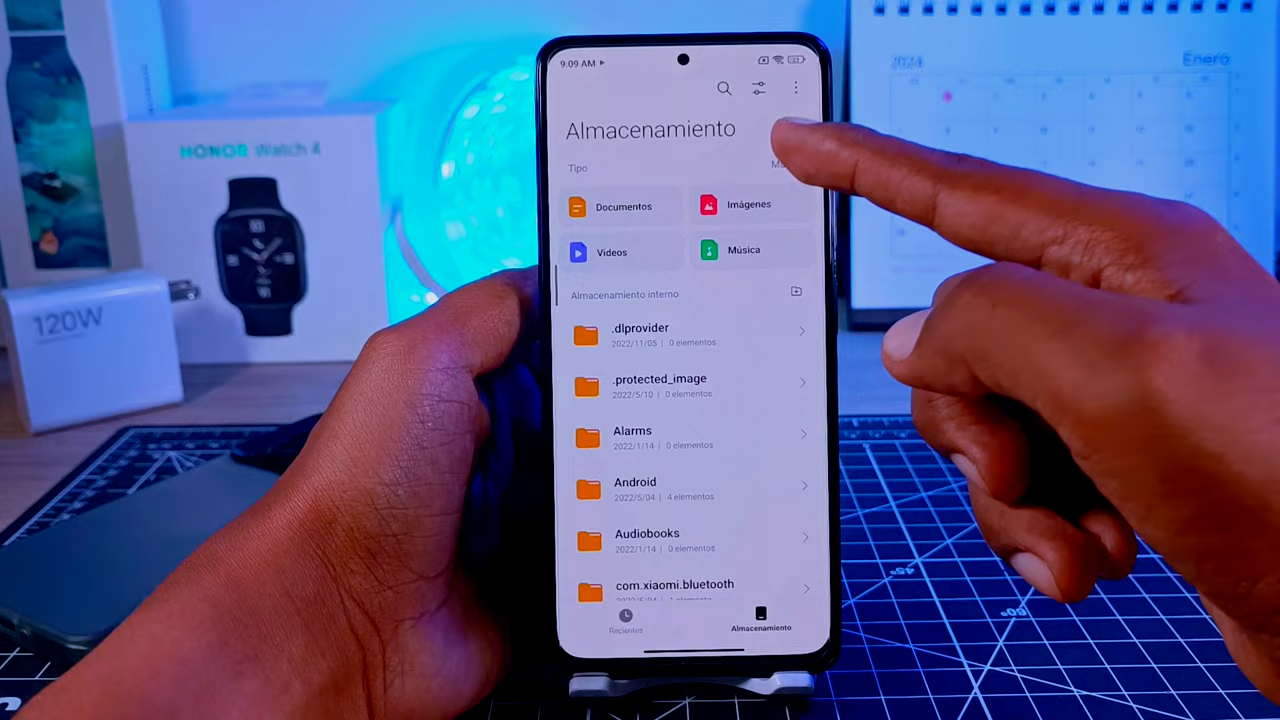 HONOR Watch 4
120W
9:09 AM
Almacenamiento
Tipo
Documentos
Imágenes
Videos
Música
Almacenamiento interno
.dlprovider
2022/11/05 | 0 elementos
.protected_image
2022/5/10 | 0 elementos
Alarms
2022/1/14 | 0 elementos
Android
2022/5/04 | 4 elementos
Audiobooks
2022/1/14 | 0 elementos
com.xiaomi.bluetooth
Recientes
Almacenamiento
2024
Enero
45°
60°